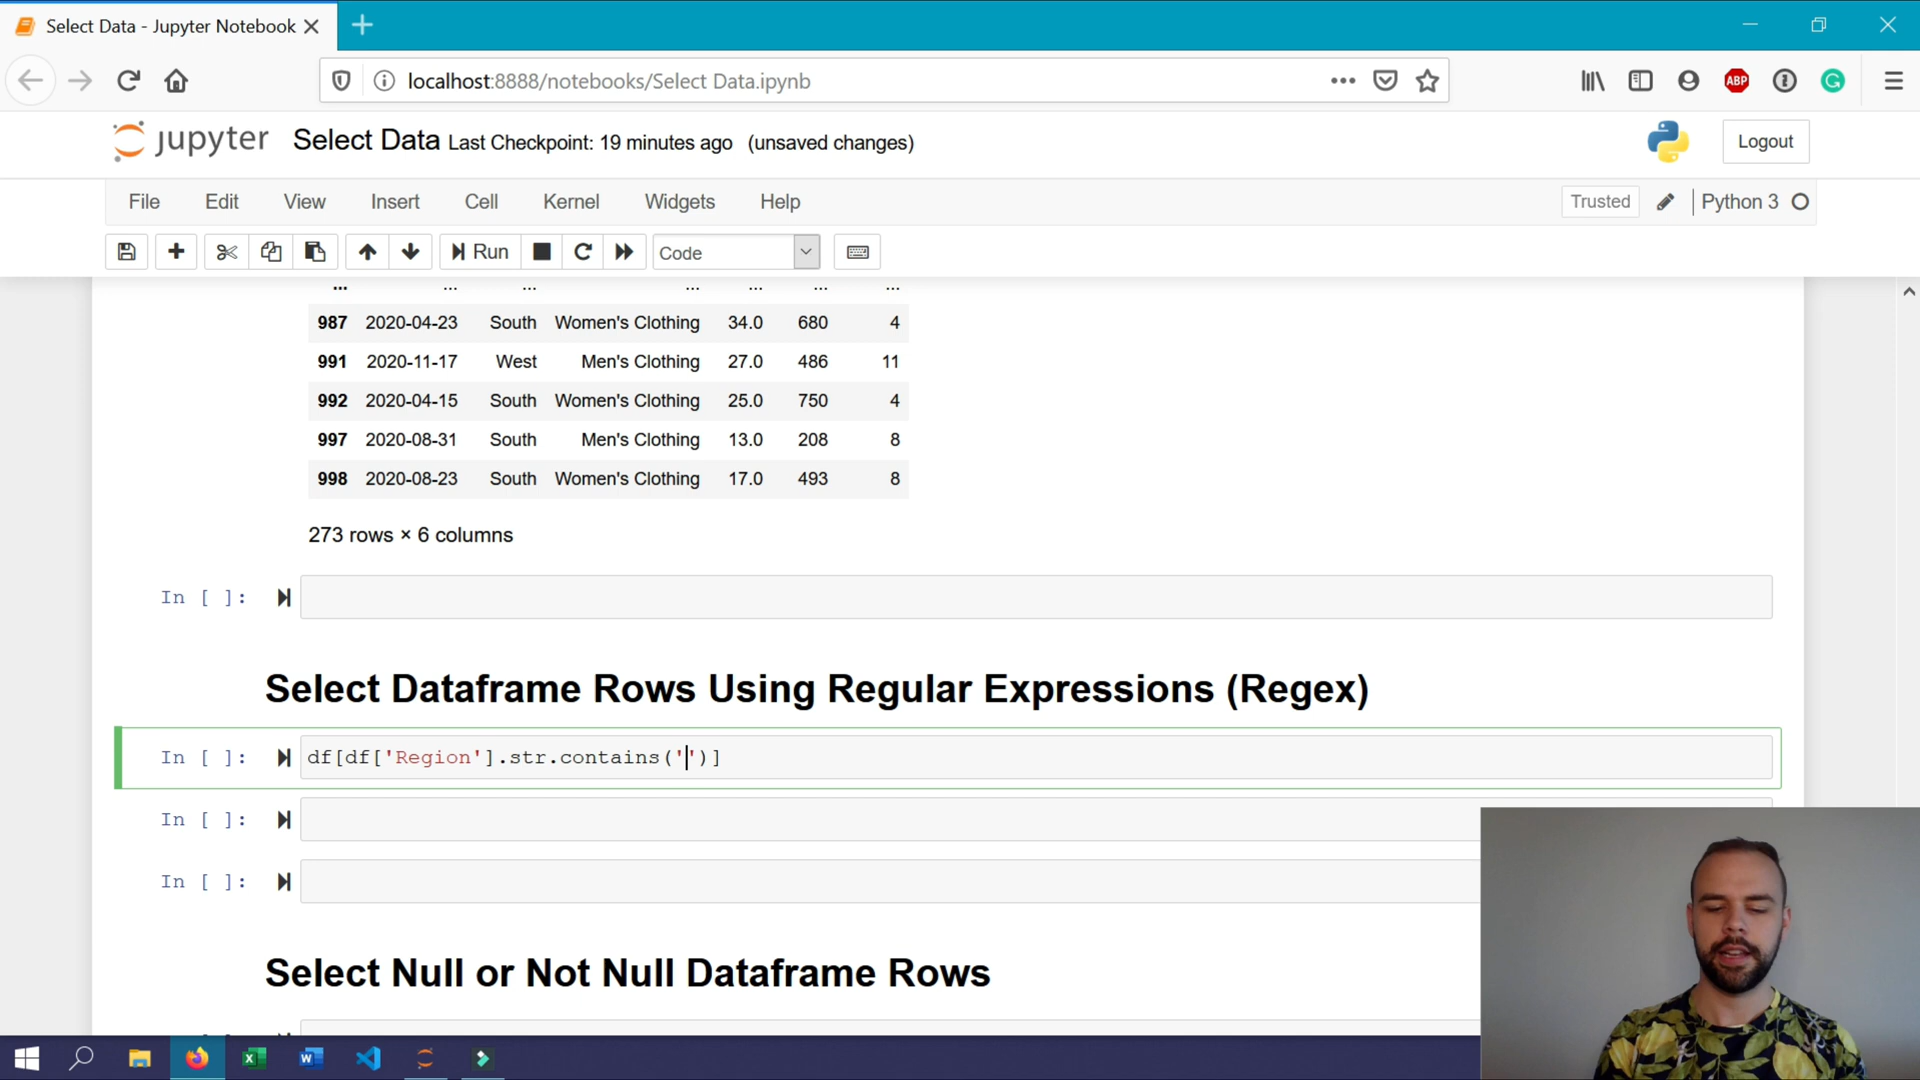 Select Data - Jupyter Notebook
localhost:8888/notebooks/Select Data.ipynb
ABP
jupyter Select Data Last Checkpoint: 19 minutes ago (unsaved changes)
Logout
File Edit View Insert Cell Kernel Widgets Help
Trusted Python 3
Run Code
... ... ... ... ... ... ...
987 2020-04-23 South Women's Clothing 34.0 680 4
991 2020-11-17 West Men's Clothing 27.0 486 11
992 2020-04-15 South Women's Clothing 25.0 750 4
997 2020-08-31 South Men's Clothing 13.0 208 8
998 2020-08-23 South Women's Clothing 17.0 493 8
273 rows × 6 columns
In [ ]:
Select Dataframe Rows Using Regular Expressions (Regex)
In [ ]: df[df['Region'].str.contains('')]
In [ ]:
In [ ]:
Select Null or Not Null Dataframe Rows